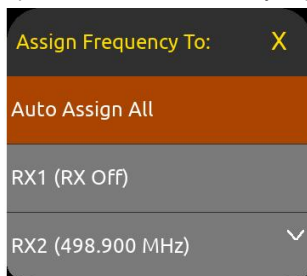 Assign Frequency To: X
Auto Assign All
RX1 (RX Off)
RX2 (498.900 MHz)